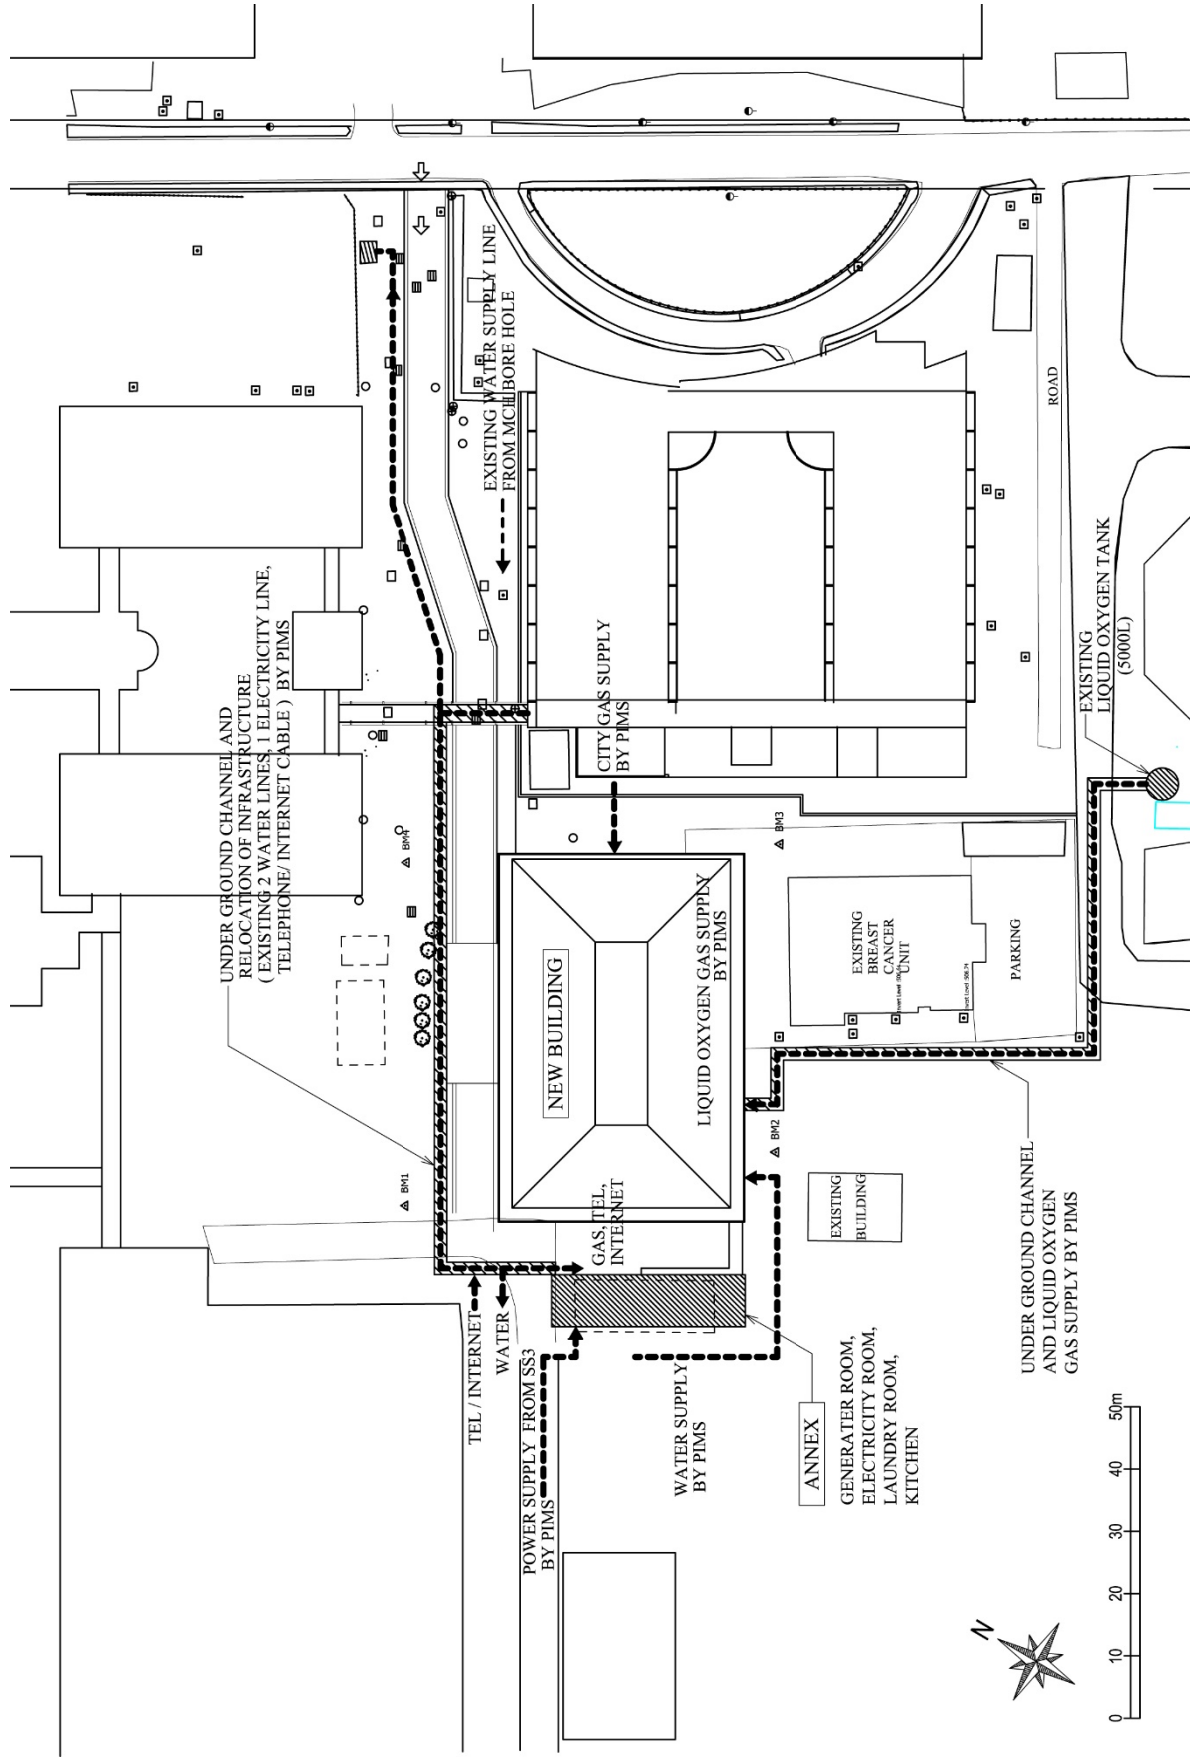 EXISTING WATER SUPPLY LINE
FROM MCH BORE HOLE
ROAD
UNDER GROUND CHANNEL AND
RELOCATION OF INFRASTRUCTURE
( EXISTING 2 WATER LINES, 1 ELECTRICITY LINE,
TELEPHONE/ INTERNET CABLE ) BY PIMS
CITY GAS SUPPLY
BY PIMS
EXISTING
LIQUID OXYGEN TANK
(5000L)
BM4
BM3
NEW BUILDING
LIQUID OXYGEN GAS SUPPLY
BY PIMS
EXISTING
BREAST
CANCER
UNIT
PARKING
BM1
BM2
GAS, TEL,
INTERNET
EXISTING
BUILDING
UNDER GROUND CHANNEL
AND LIQUID OXYGEN
GAS SUPPLY BY PIMS
TEL / INTERNET
WATER
POWER SUPPLY FROM SS3
BY PIMS
WATER SUPPLY
BY PIMS
ANNEX
GENERATER ROOM,
ELECTRICITY ROOM,
LAUNDRY ROOM,
KITCHEN
N
0 10 20 30 40 50m